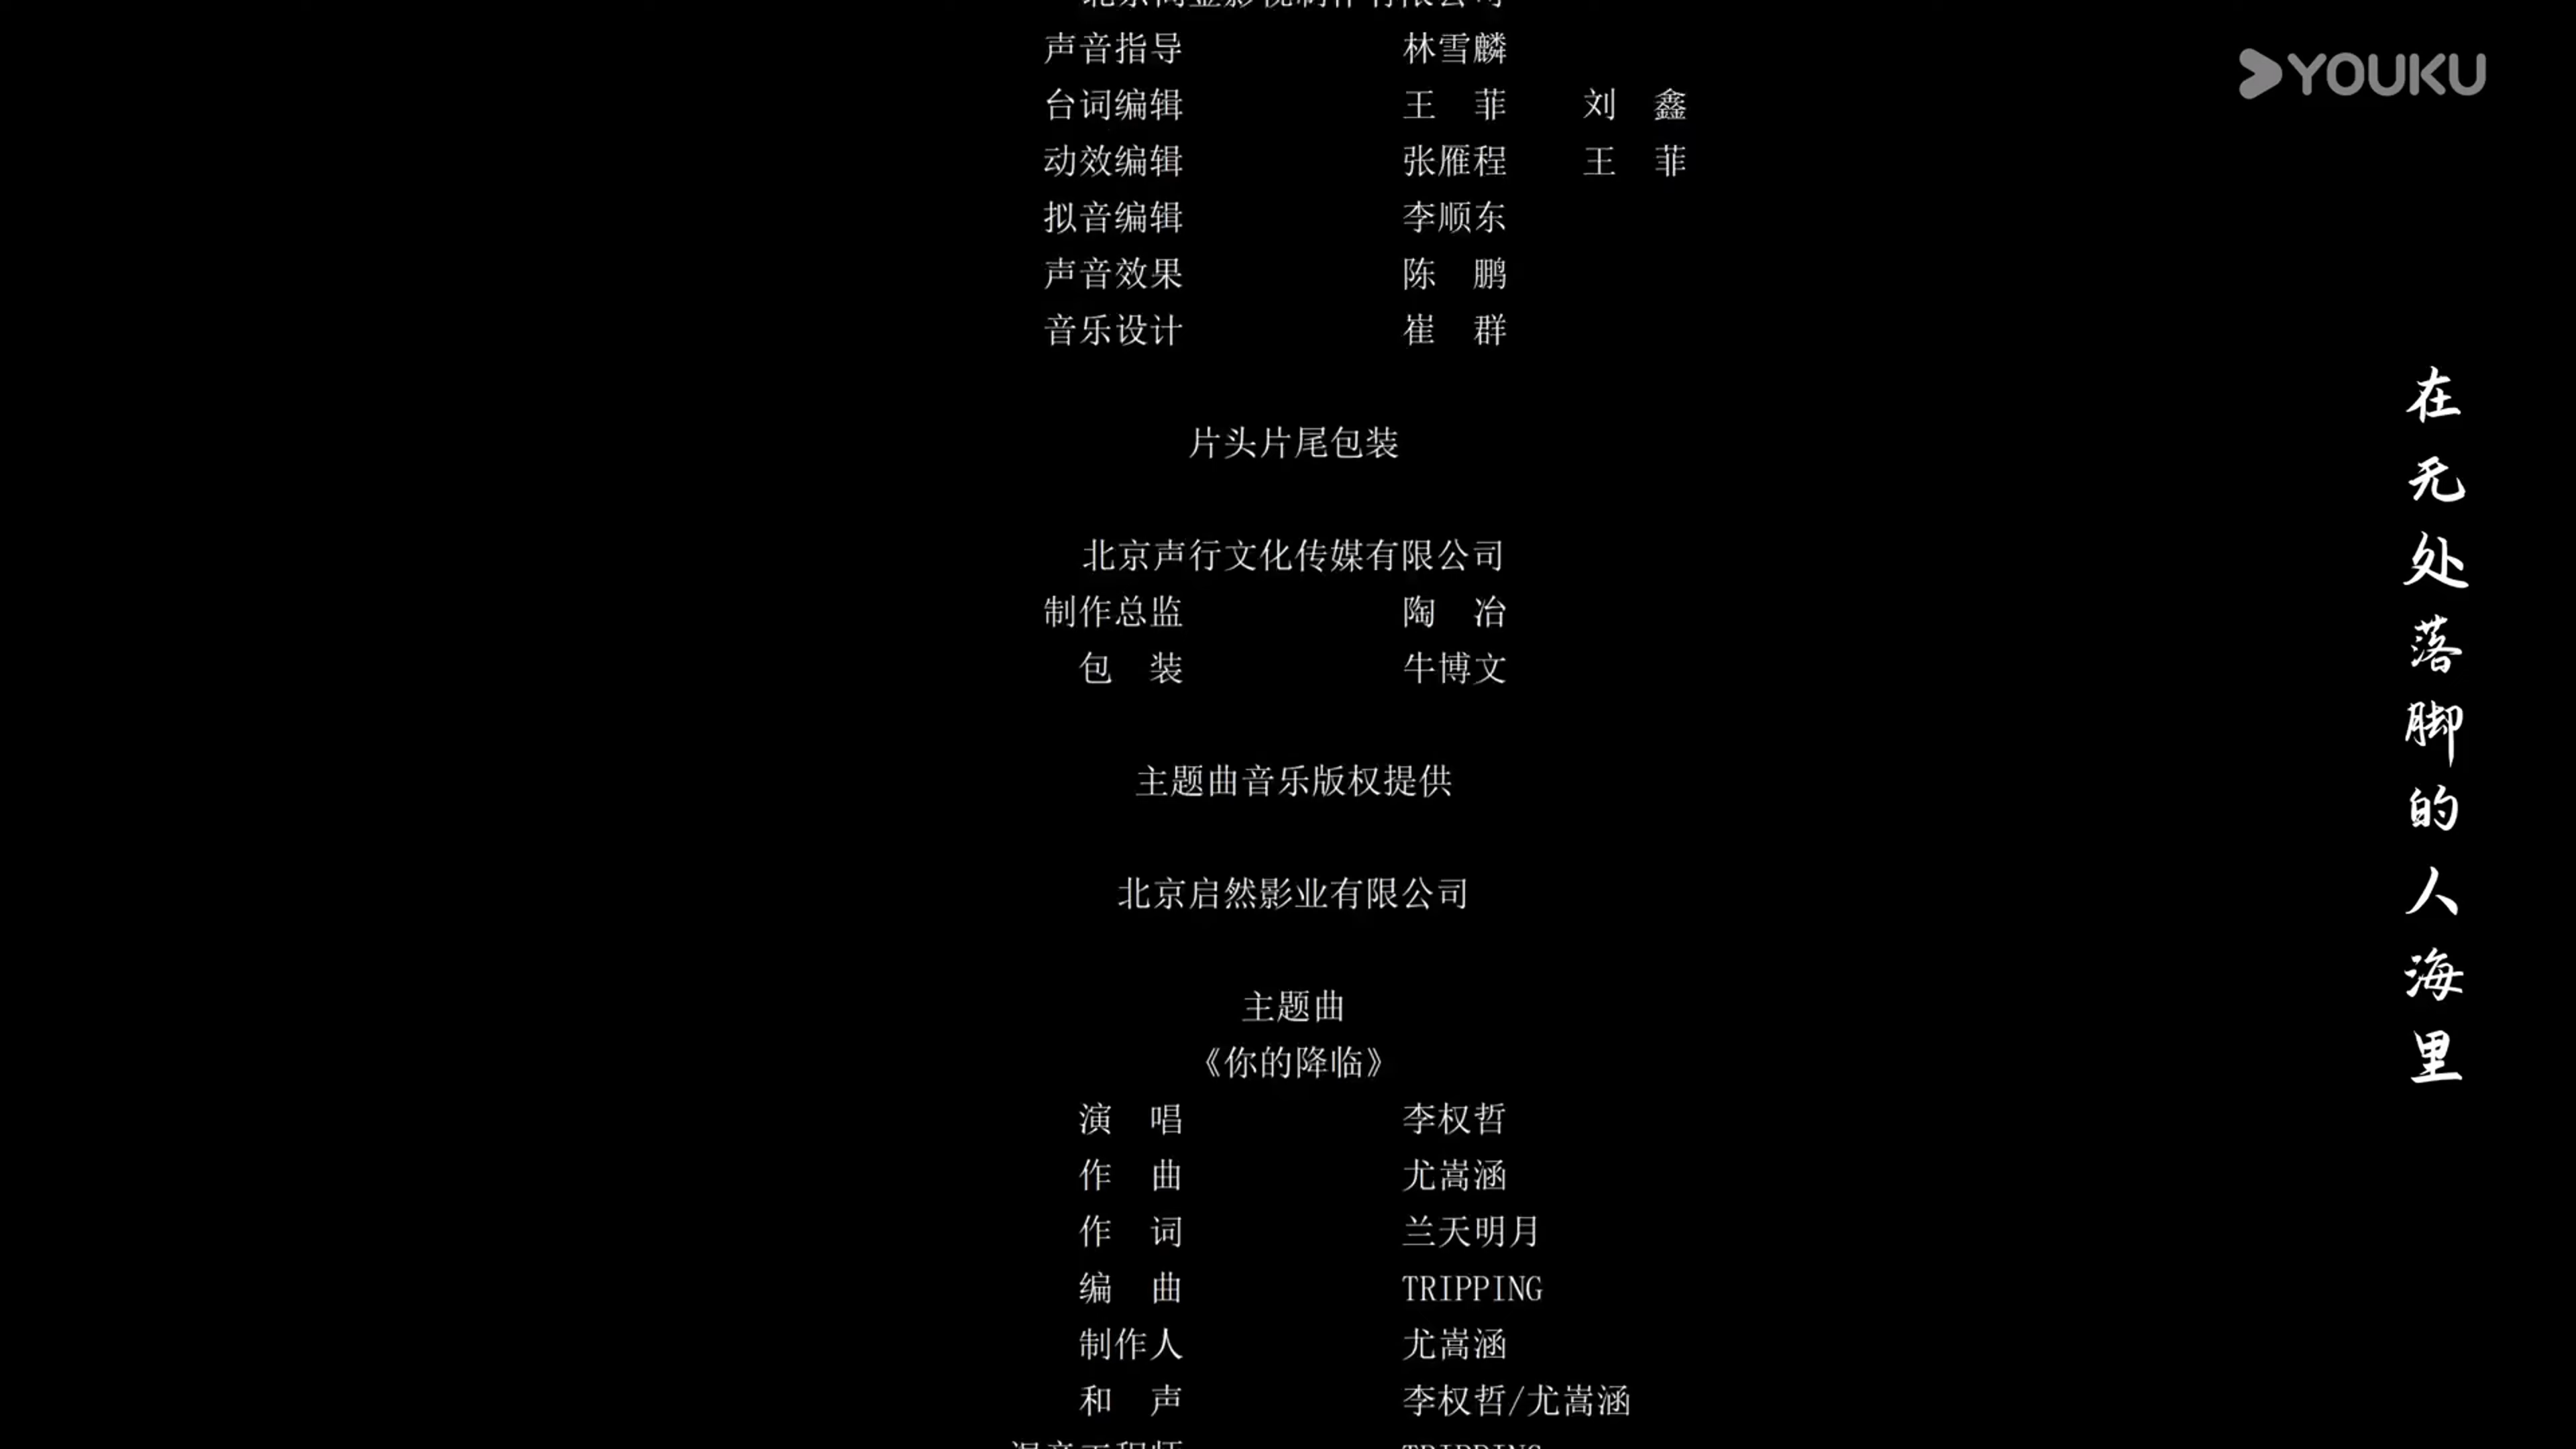 声音指导 林雪麟
台词编辑 王 菲 刘 鑫
动效编辑 张雁程 王 菲
拟音编辑 李顺东
声音效果 陈 鹏
音乐设计 崔 群
片头片尾包装
北京声行文化传媒有限公司
制作总监 陶 冶
包 装 牛博文
主题曲音乐版权提供
北京启然影业有限公司
主题曲
《你的降临》
演 唱 李权哲
作 曲 尤嵩涵
作 词 兰天明月
编 曲 TRIPPING
制作人 尤嵩涵
和 声 李权哲/尤嵩涵
YOUKU
在无处落脚的人海里